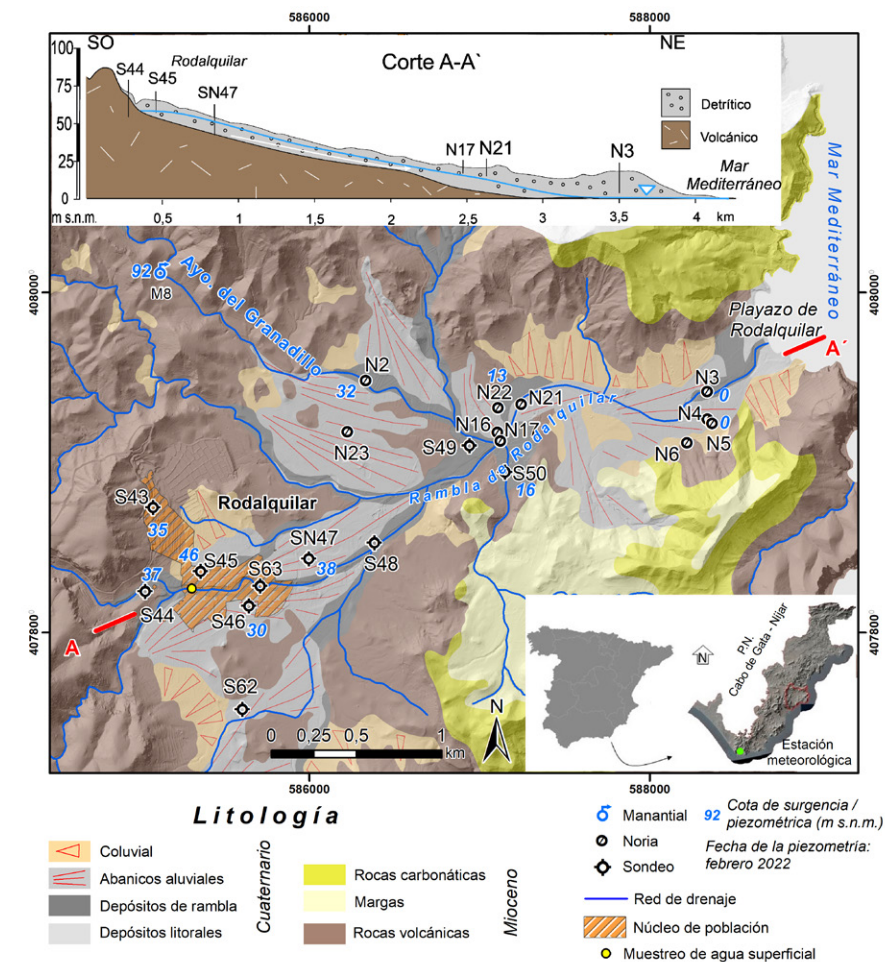 586000
588000
SO
Rodalquilar
Corte A-A`
NE
100
75
50
25
0
S44
S45
SN47
N17
N21
N3
Detrítico
Volcánico
Mar
Mediterráneo
m s.n.m.
0,5
1
1,5
2
2,5
3
3,5
4
km
Mar Mediterráneo
92
M8
Ayo. del Granadillo
408000°
408000°
Playazo de
Rodalquilar
A´
N2
32
13
N22
N21
N3
0
N16
N17
N4
0
N5
N6
N23
S49
S50
16
Rambla de Rodalquilar
S43
35
Rodalquilar
46
S45
SN47
38
S48
S63
37
S44
S46
30
A
407800°
407800°
S62
0
0,25
0,5
1
km
N
N
P.N.
Cabo de Gata - Níjar
Estación
meteorológica
586000
588000
Litología
Coluvial
Abanicos aluviales
Depósitos de rambla
Depósitos litorales
Cuaternario
Rocas carbonáticas
Margas
Rocas volcánicas
Mioceno
Manantial
Noria
Sondeo
92
Cota de surgencia /
piezométrica (m s.n.m.)
Fecha de la piezometría:
febrero 2022
Red de drenaje
Núcleo de población
Muestreo de agua superficial